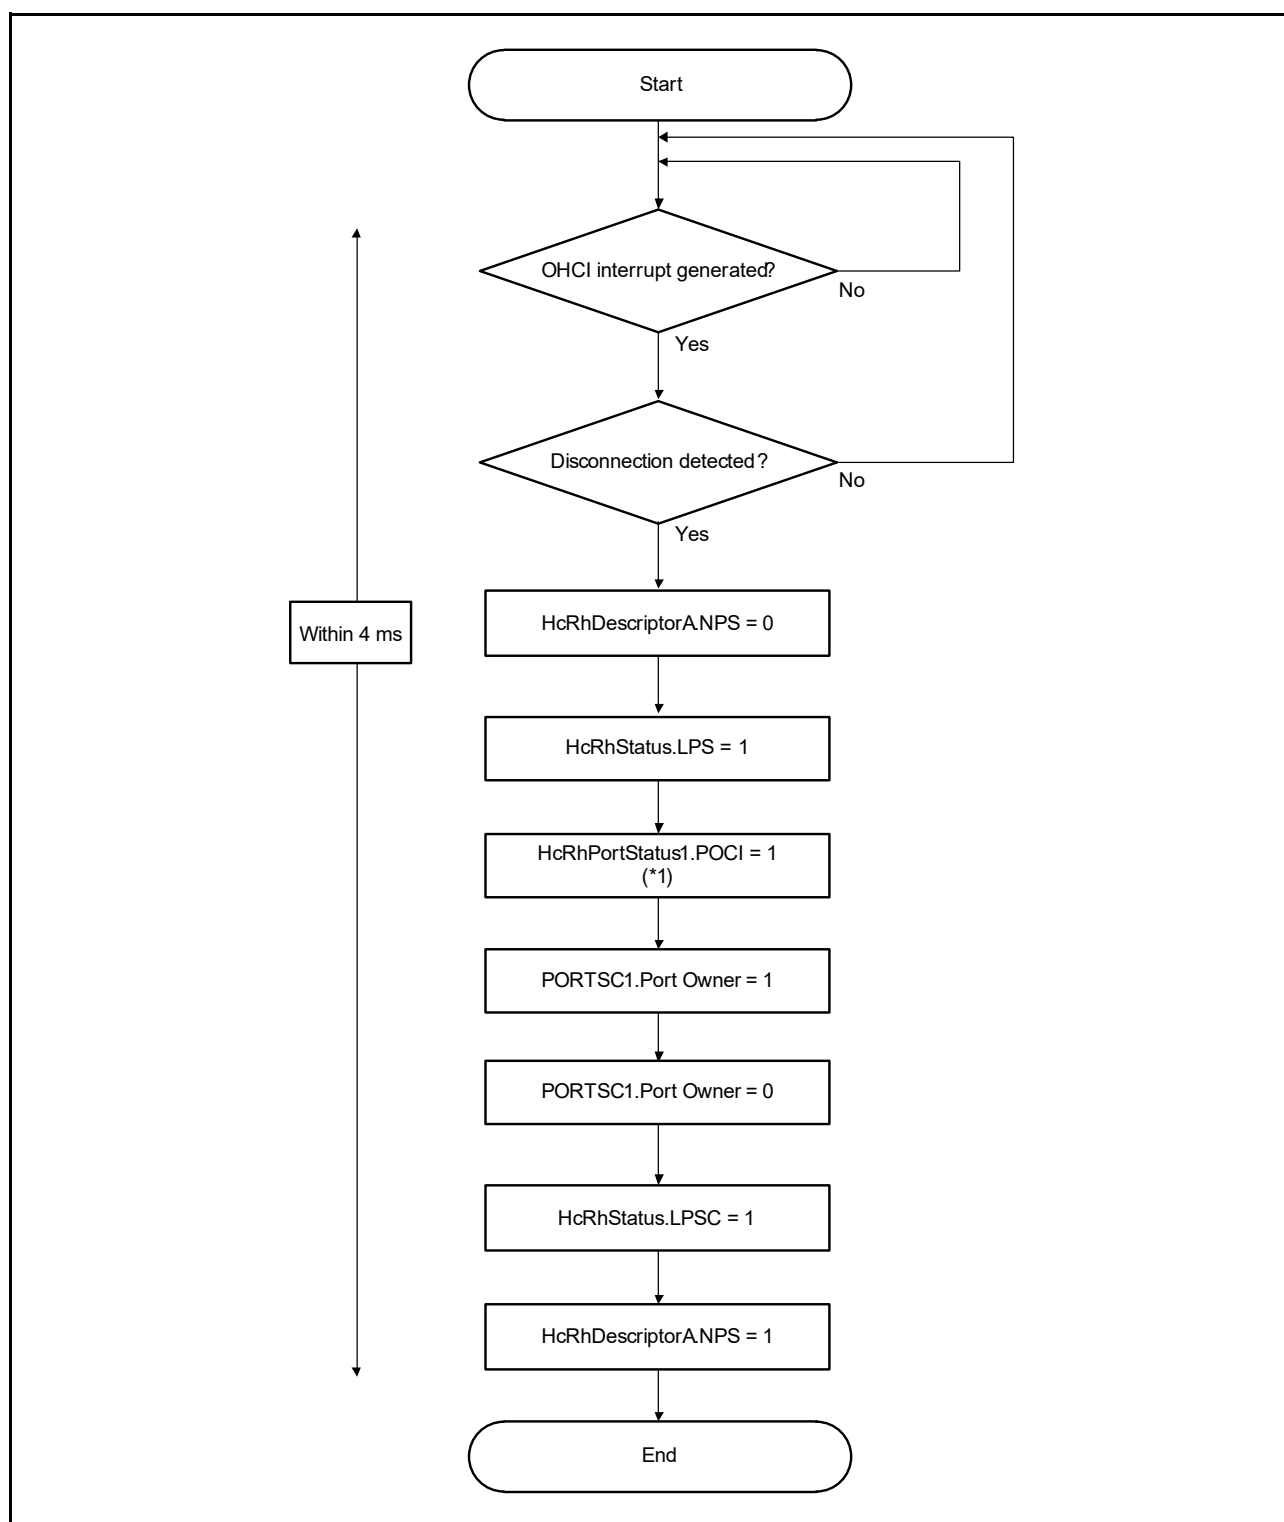 Start
OHCI interrupt generated?
No
Yes
Disconnection detected?
No
Yes
HcRhDescriptorA.NPS = 0
Within 4 ms
HcRhStatus.LPS = 1
HcRhPortStatus1.POCI = 1
(*1)
PORTSC1.Port Owner = 1
PORTSC1.Port Owner = 0
HcRhStatus.LPSC = 1
HcRhDescriptorA.NPS = 1
End